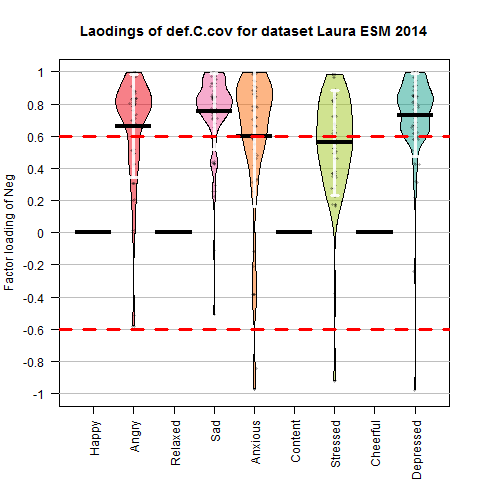 Laodings of def.C.cov for dataset Laura ESM 2014
Factor loading of Neg
1
0.8
0.6
0.4
0.2
0
-0.2
-0.4
-0.6
-0.8
-1
Happy
Angry
Relaxed
Sad
Anxious
Content
Stressed
Cheerful
Depressed